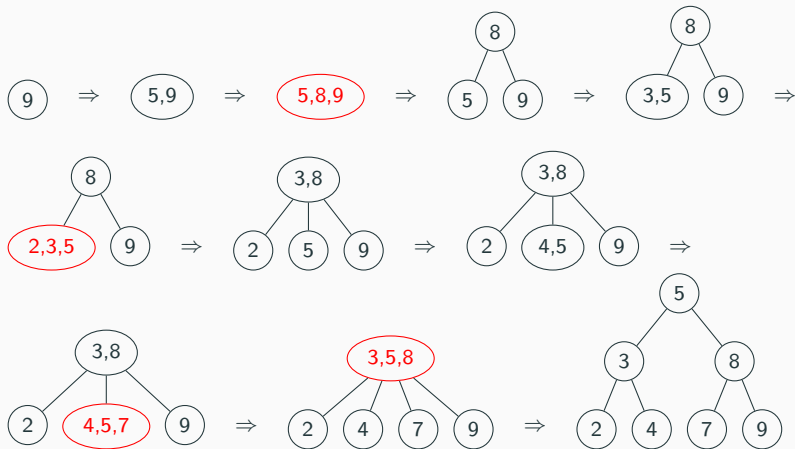 8 8
9 ⇒ 5,9 ⇒ 5,8,9 ⇒ 5 9 ⇒ 3,5 9 ⇒
8 3,8 3,8
2,3,5 9 ⇒ 2 5 9 ⇒ 2 4,5 9 ⇒
5
3,8 3,5,8 3 8
2 4,5,7 9 ⇒ 2 4 7 9 ⇒ 2 4 7 9